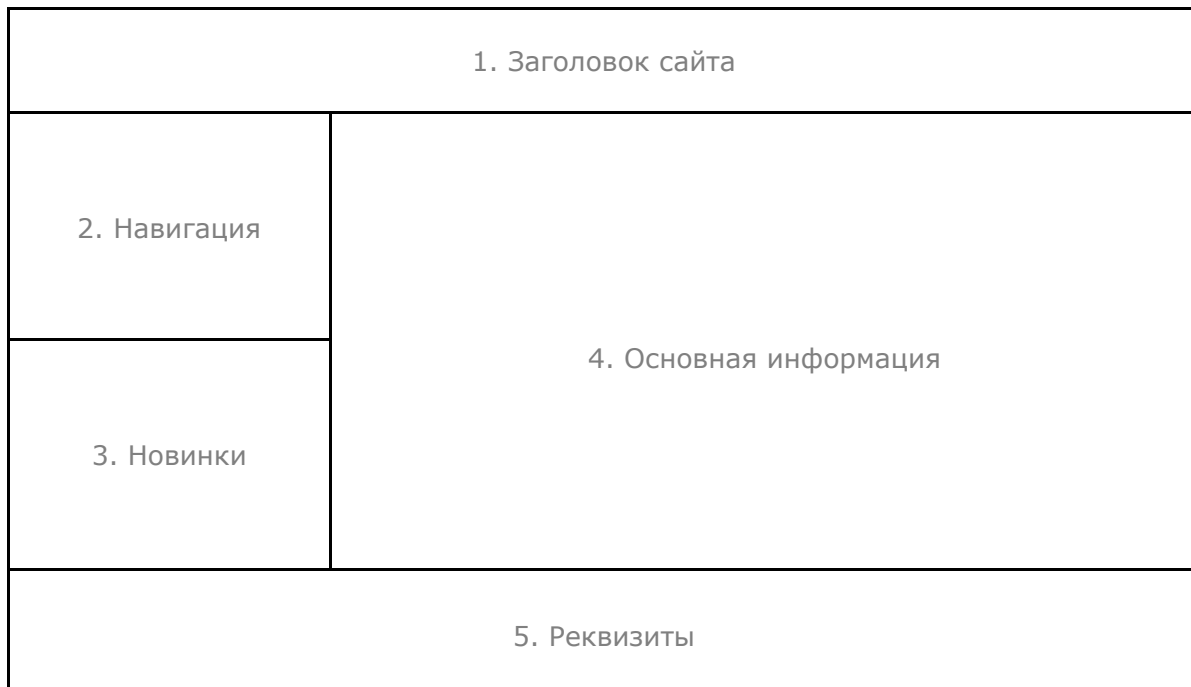 1. Заголовок сайта
2. Навигация
3. Новинки
4. Основная информация
5. Реквизиты